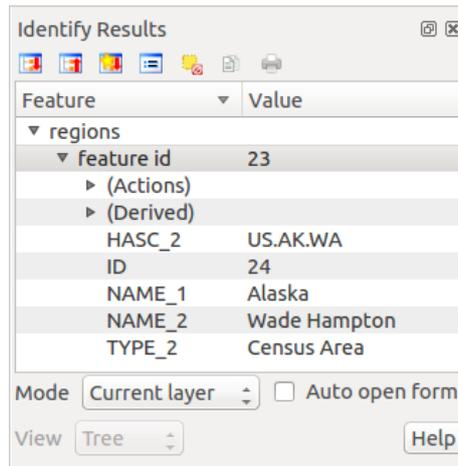 Identify Results
Feature Value
regions
feature id 23
(Actions)
(Derived)
HASC_2 US.AK.WA
ID 24
NAME_1 Alaska
NAME_2 Wade Hampton
TYPE_2 Census Area
Mode Current layer Auto open form
View Tree Help